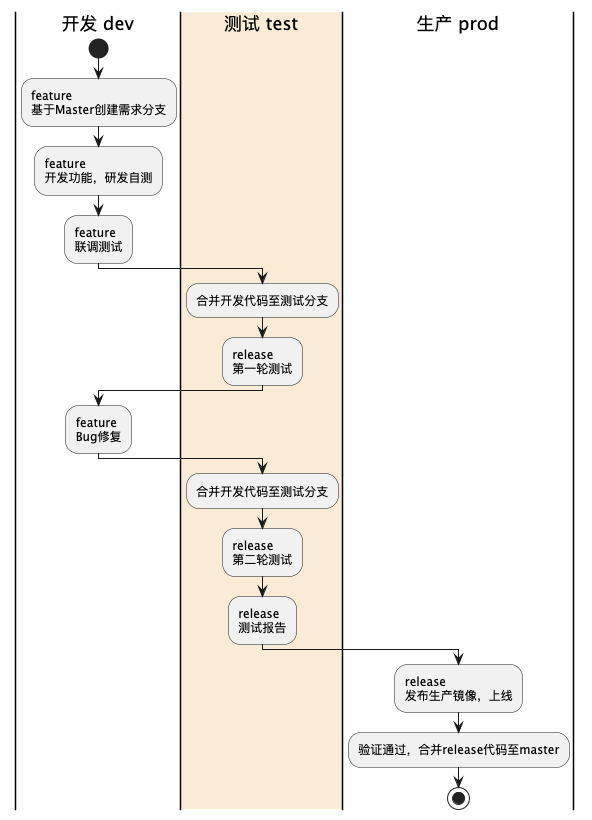 开发 dev
测试 test
生产 prod
feature
基于Master创建需求分支
feature
开发功能，研发自测
feature
联调测试
合并开发代码至测试分支
release
第一轮测试
feature
Bug修复
合并开发代码至测试分支
release
第二轮测试
release
测试报告
release
发布生产镜像，上线
验证通过，合并release代码至master